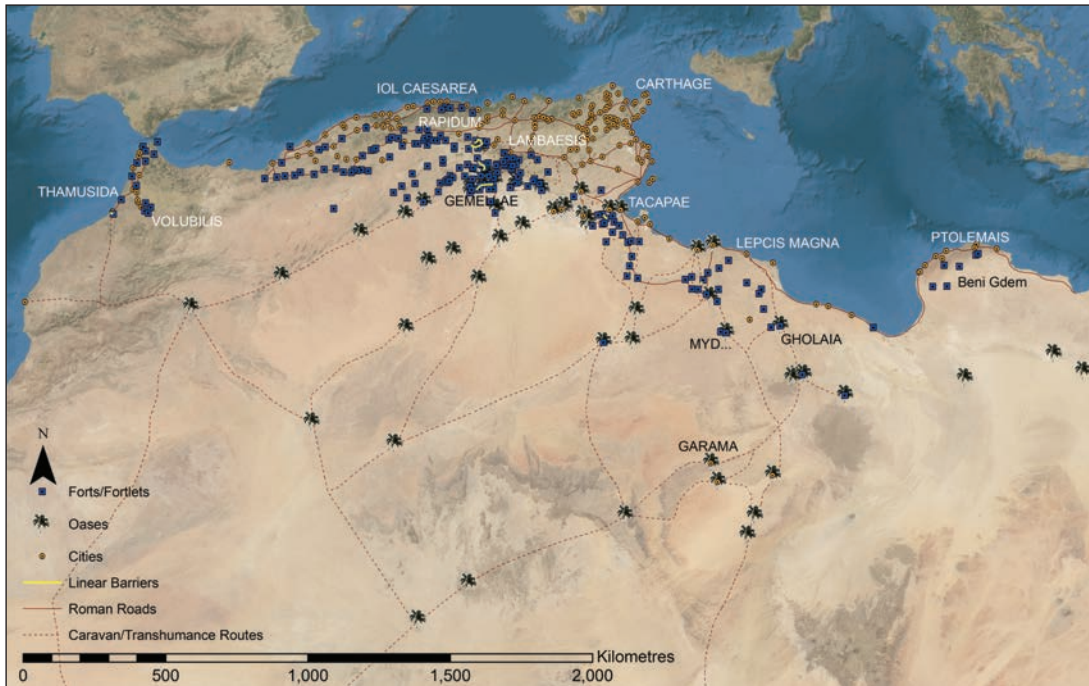 CARTHAGE
IOL CAESAREA
RAPIDUM
LAMBAESIS
THAMUSIDA
VOLUBILIS
GEMELLAE
TACAPAE
LEPCIS MAGNA
PTOLEMAIS
Beni Gdem
MYD...
GHOLAIA
GARAMA
N
Forts/Fortlets
Oases
Cities
Linear Barriers
Roman Roads
Caravan/Transhumance Routes
Kilometres
0 500 1,000 1,500 2,000